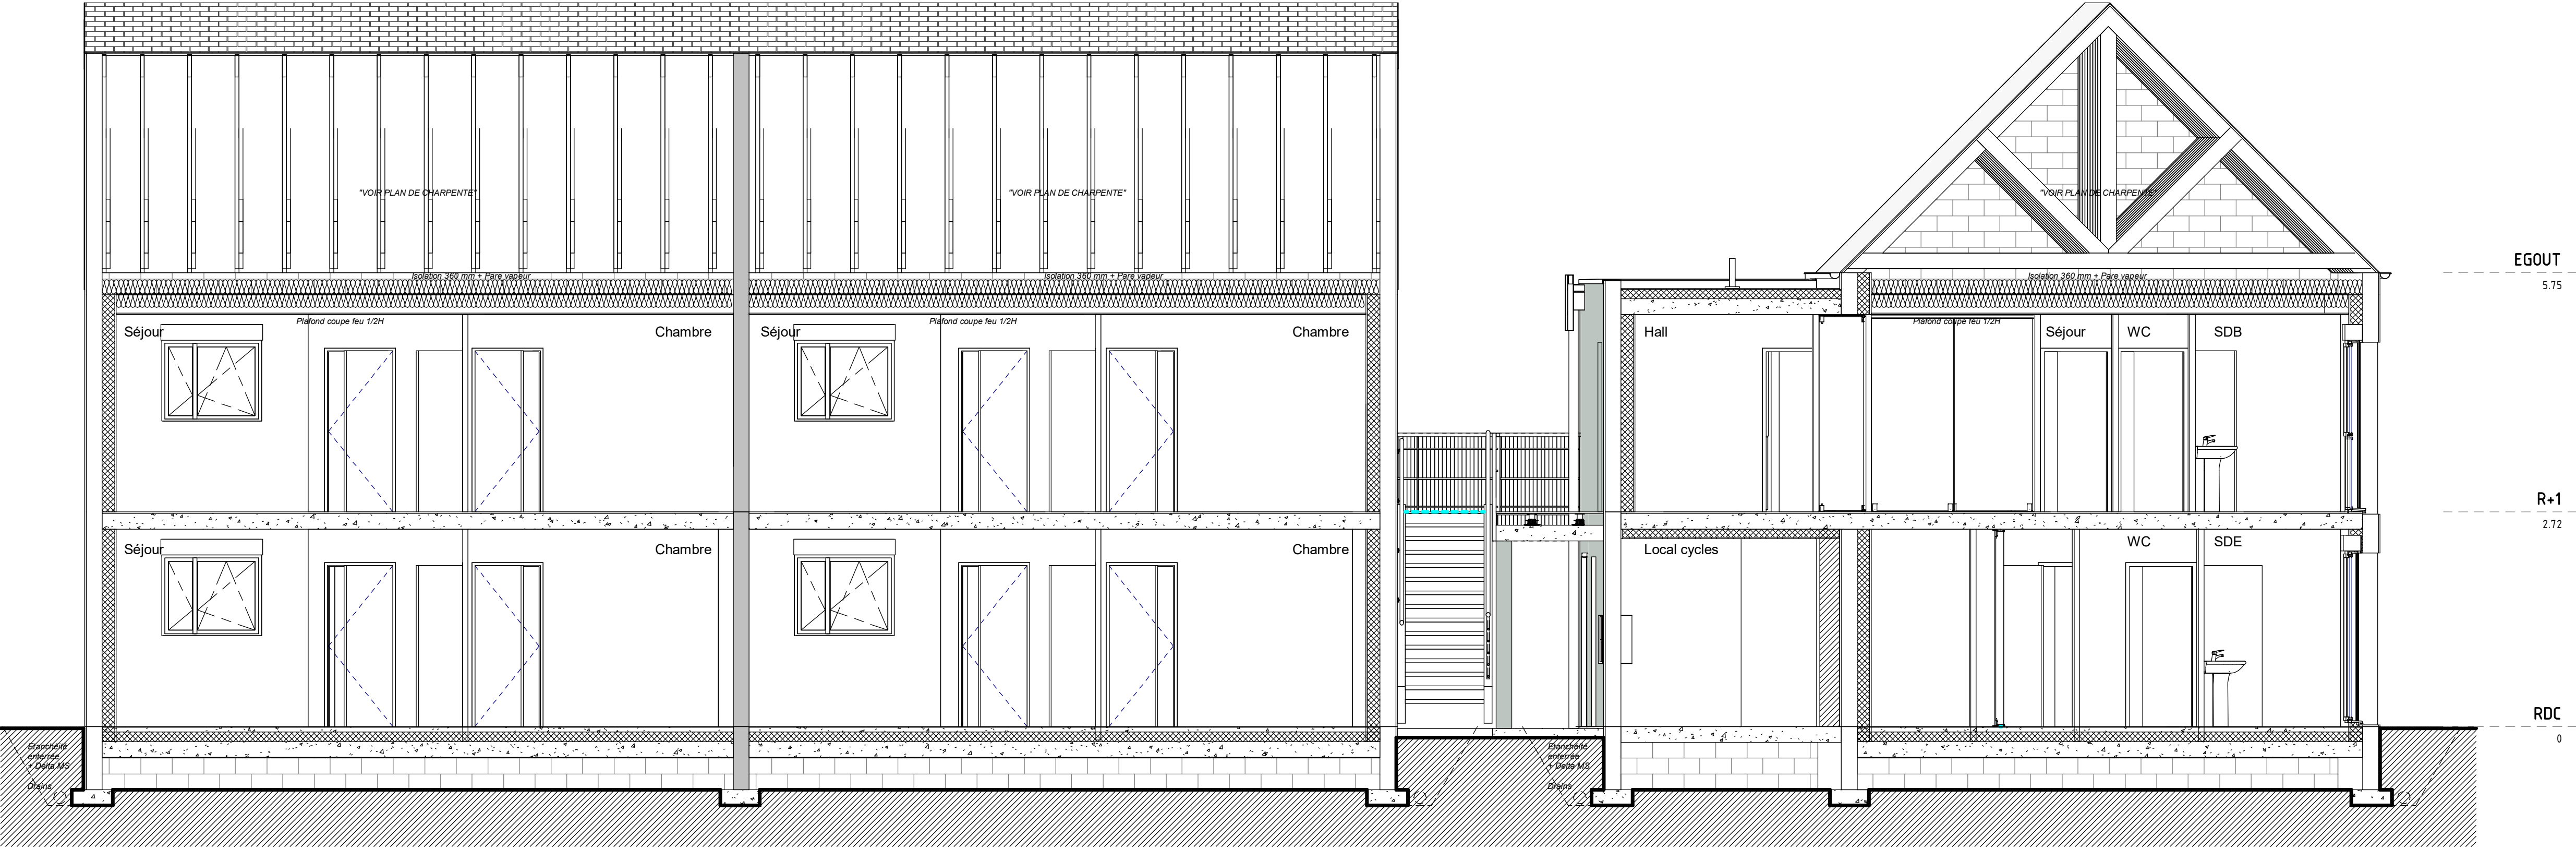 "VOIR PLAN DE CHARPENTE"
"VOIR PLAN DE CHARPENTE"
"VOIR PLAN DE CHARPENTE"
EGOUT
5.75
Isolation 360 mm + Pare vapeur
Isolation 360 mm + Pare vapeur
Isolation 360 mm + Pare vapeur
Plafond coupe feu 1/2H
Plafond coupe feu 1/2H
Plafond coupe feu 1/2H
Séjour
Chambre
Séjour
Chambre
Hall
Séjour
WC
SDB
R+1
2.72
Séjour
Chambre
Chambre
Local cycles
WC
SDE
RDC
0
Etanchéité
enterrée
+ Delta MS
Drains
Etanchéité
enterrée
+ Delta MS
Drains